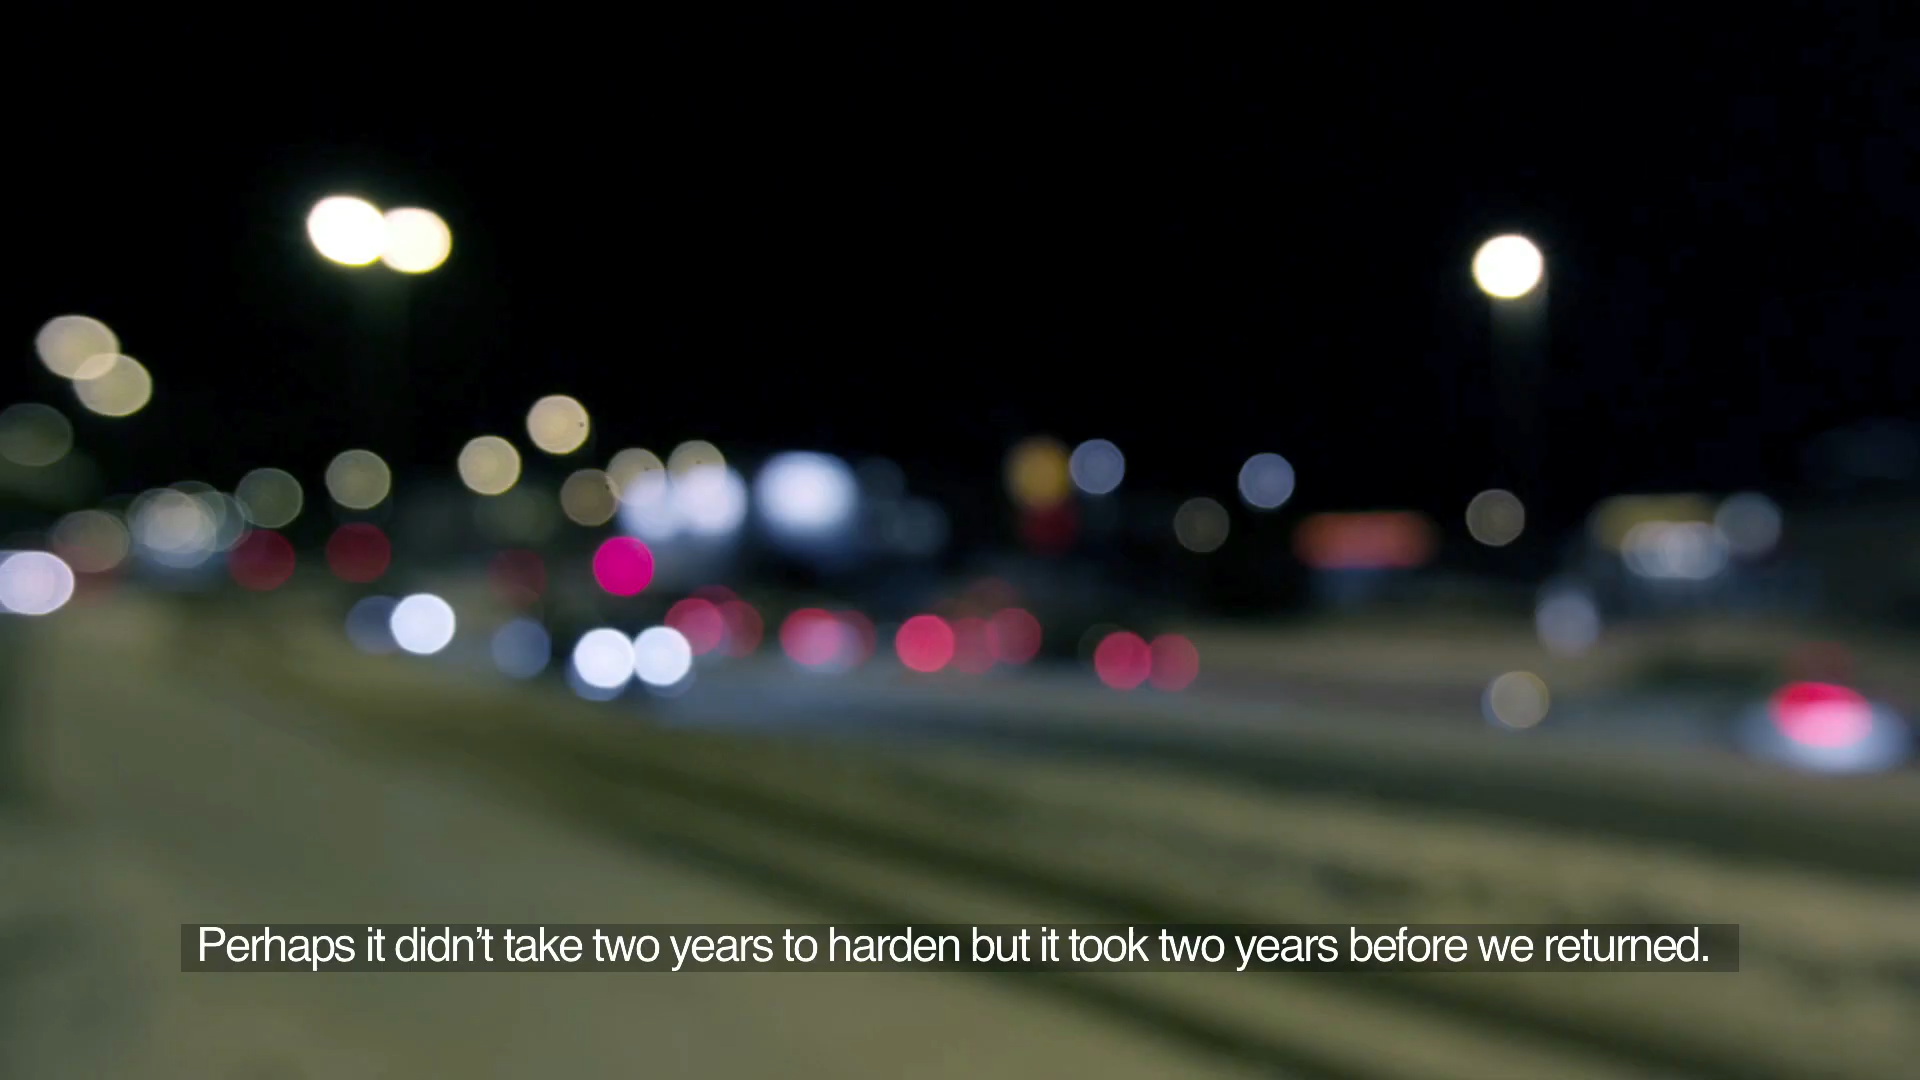 Perhaps it didn’t take two years to harden but it took two years before we returned.